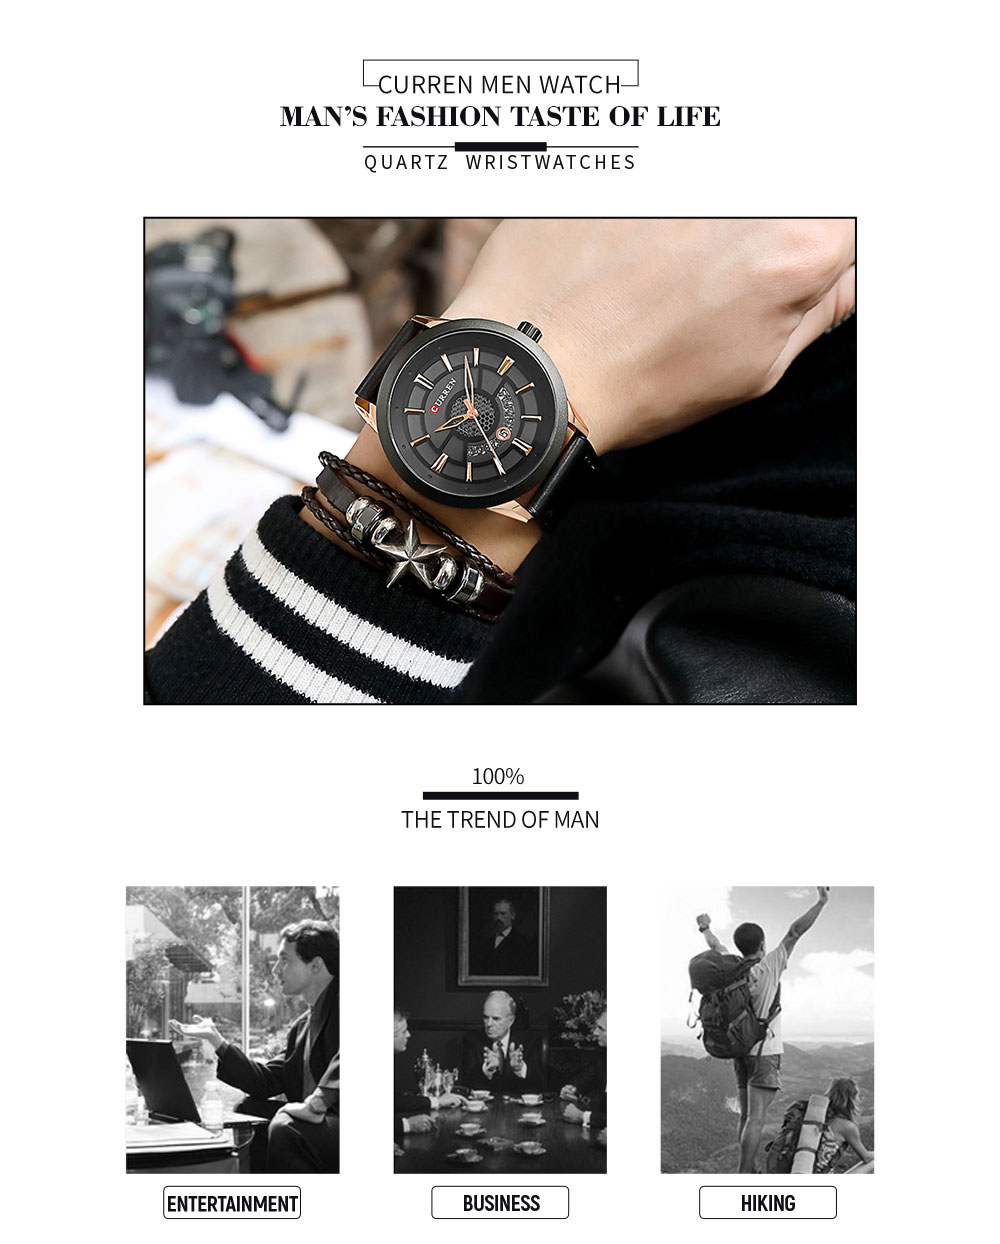 CURREN MEN WATCH
MAN'S FASHION TASTE OF LIFE
QUARTZ WRISTWATCHES
CURREN
100%
THE TREND OF MAN
ENTERTAINMENT
BUSINESS
HIKING